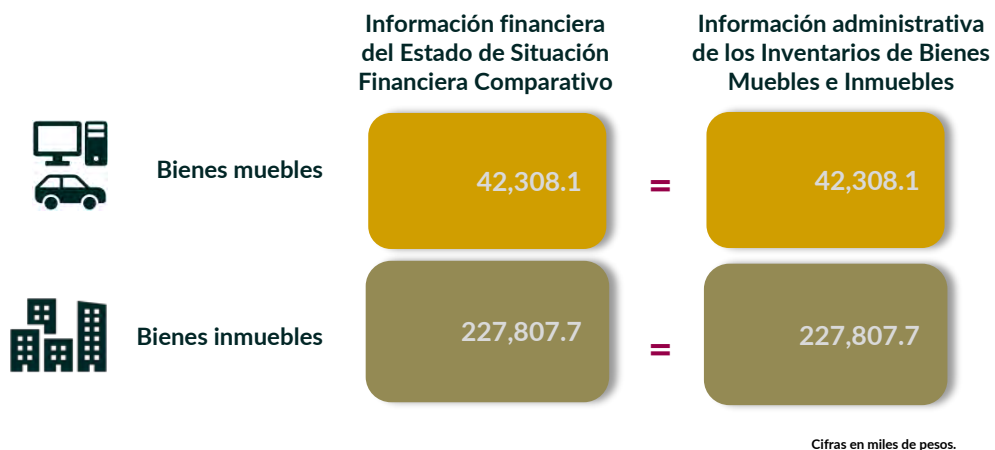 Información financiera
del Estado de Situación
Financiera Comparativo
Información administrativa
de los Inventarios de Bienes
Muebles e Inmuebles
Bienes muebles
42,308.1
=
42,308.1
Bienes inmuebles
227,807.7
=
227,807.7
Cifras en miles de pesos.